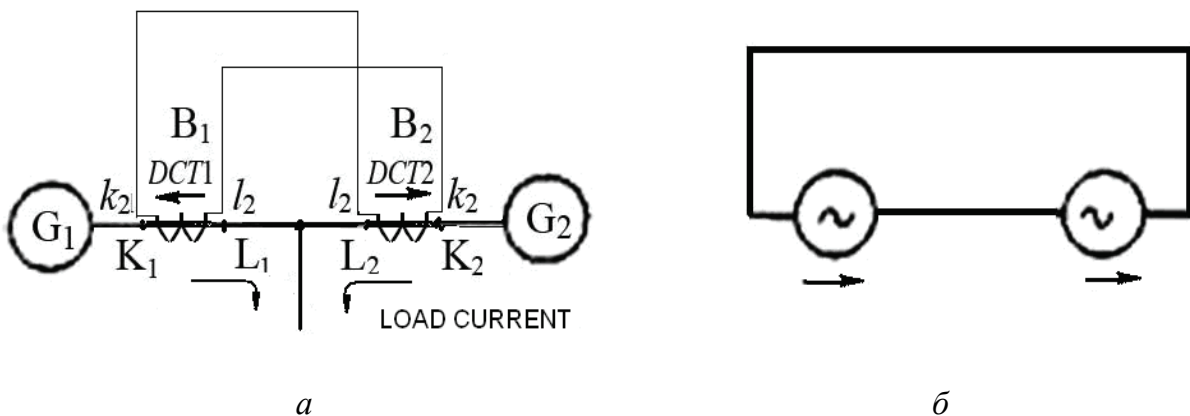 B₁ B₂
DCT1 DCT2
k₂ l₂ l₂ k₂
G₁ G₂
K₁ L₁ L₂ K₂
LOAD CURRENT
а б